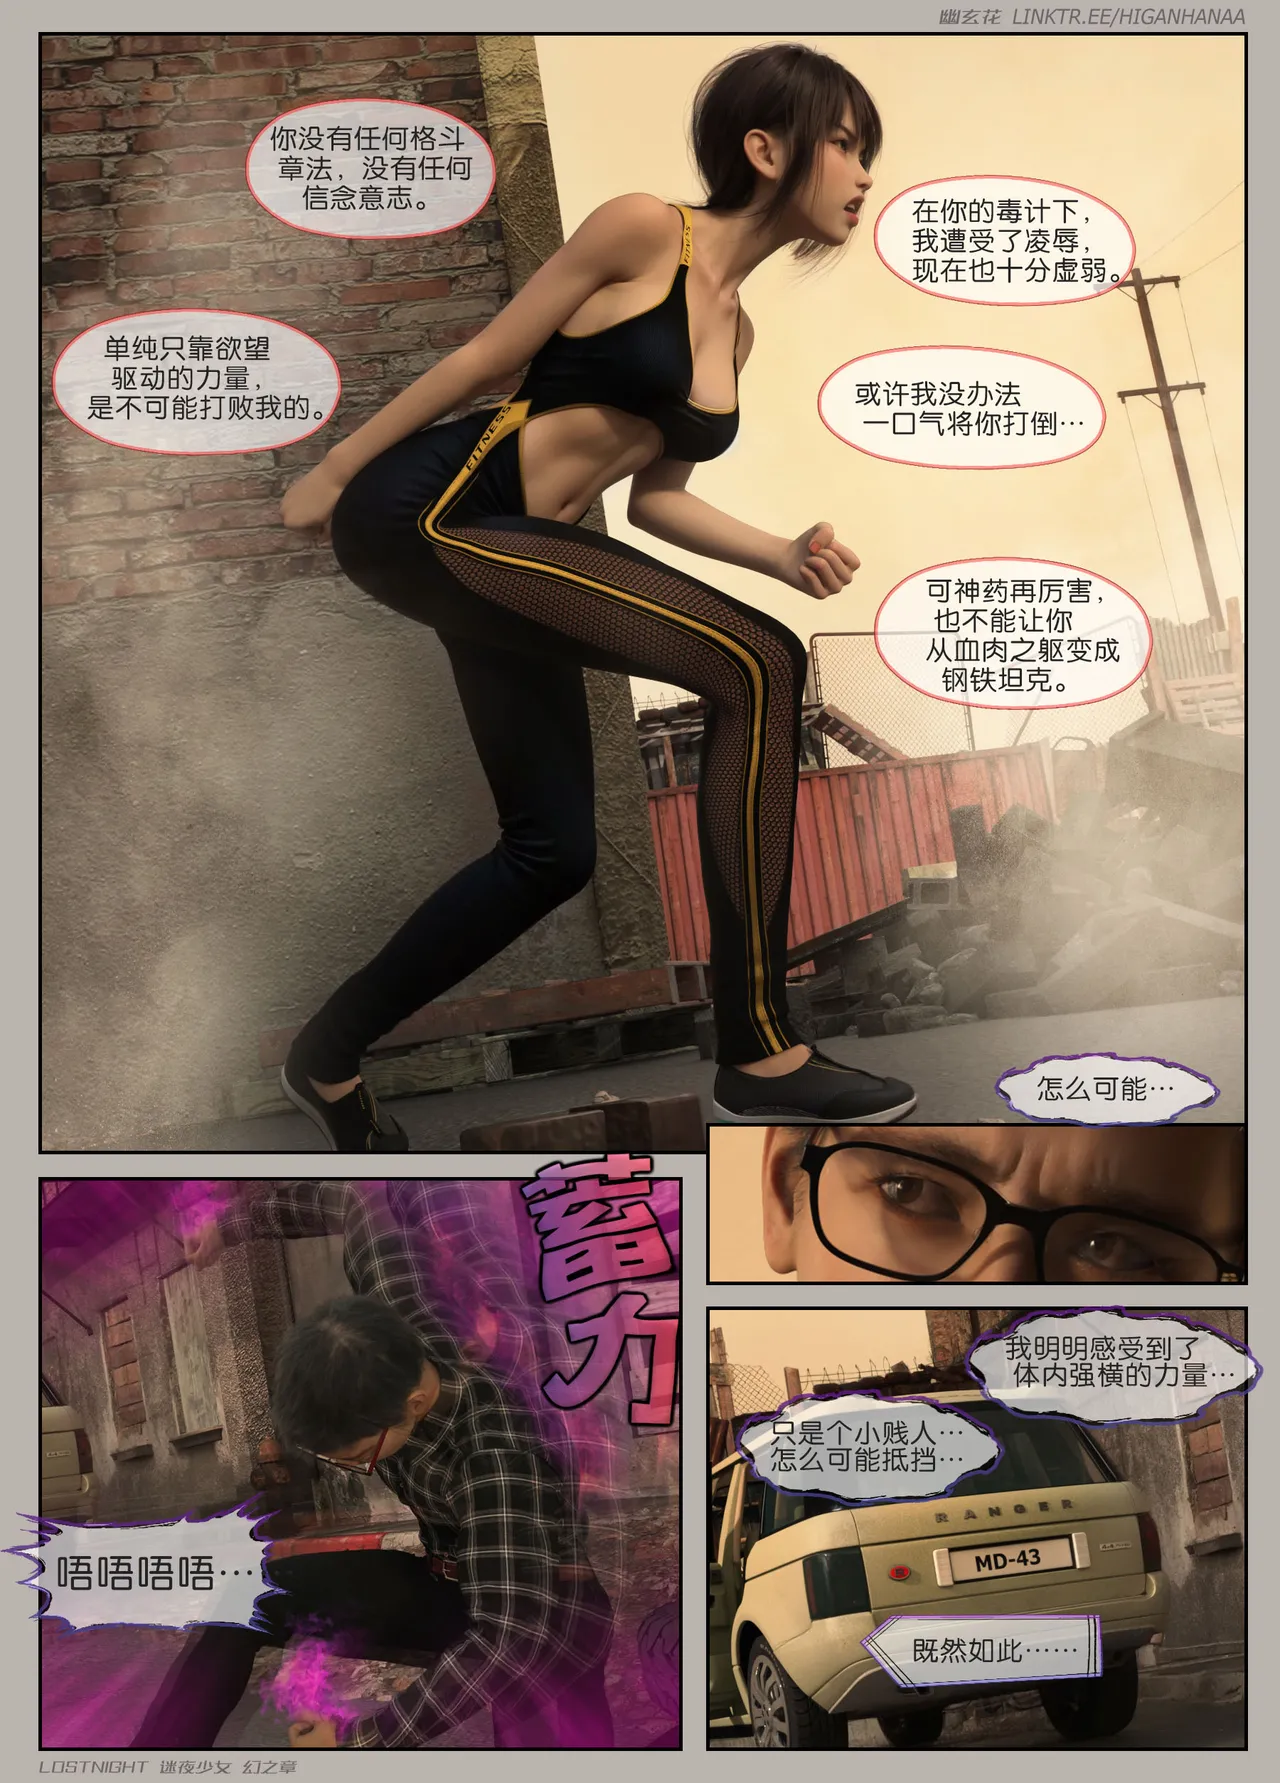 幽玄花 LINKTR.EE/HIGANHANAA
你没有任何格斗
章法，没有任何
信念意志。
单纯只靠欲望
驱动的力量，
是不可能打败我的。
在你的毒计下，
我遭受了凌辱，
现在也十分虚弱。
或许我没办法
一口气将你打倒…
可神药再厉害，
也不能让你
从血肉之躯变成
钢铁坦克。
FITNESS
FITNESS
怎么可能…
蓄力
唔唔唔唔…
我明明感受到了
体内强横的力量…
只是个小贱人…
怎么可能抵挡…
RANGER
MD-43
既然如此……
LOSTNIGHT 迷夜少女 幻之章